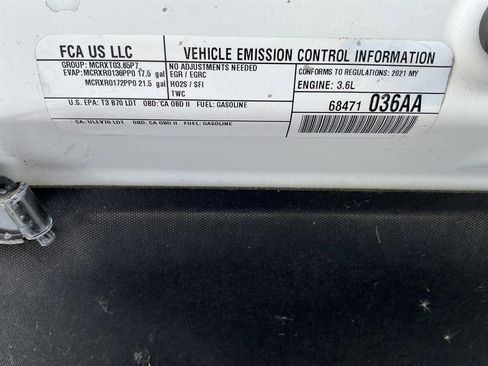 FCA US LLC
GROUP: MCRXT03.65P7
EVAP: MCRXR0136PP0 17.5 gal
MCRXR0172PP0 21.5 gal
U.S. EPA: T3 B70 LDT OBD: CA OBD II FUEL: GASOLINE
CA: ULEV70 LDT OBD: CA OBD II FUEL: GASOLINE
VEHICLE EMISSION CONTROL INFORMATION
NO ADJUSTMENTS NEEDED
EGR / EGRC
HO2S / SFI
TWC
CONFORMS TO REGULATIONS: 2021 MY
ENGINE: 3.6L
68471 036AA